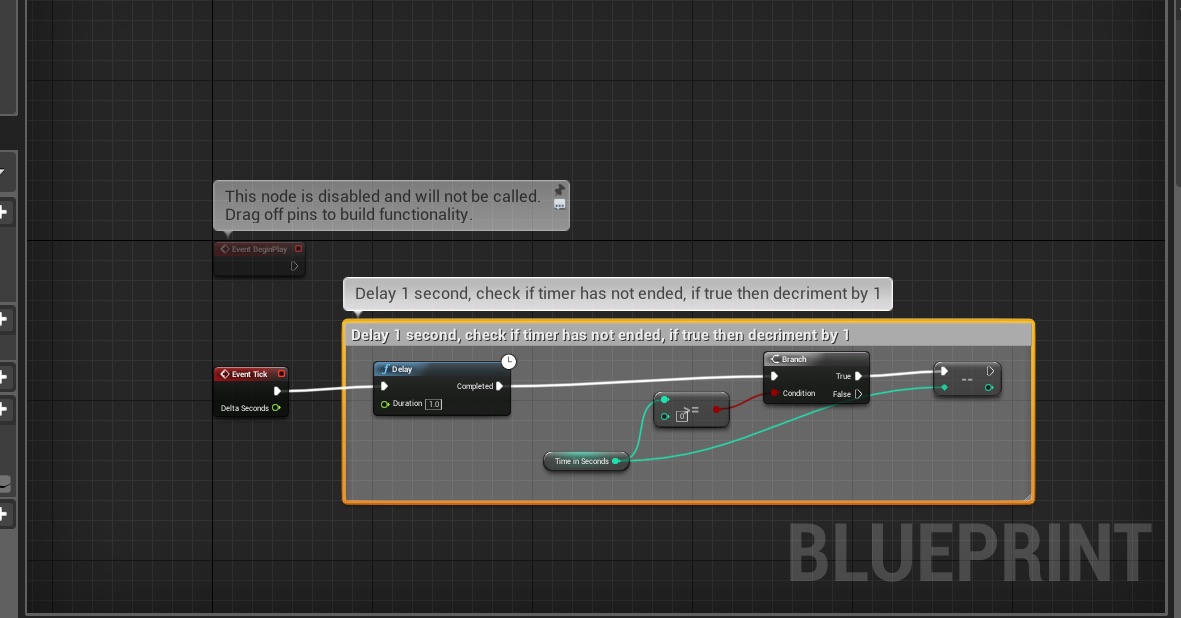 This node is disabled and will not be called.
Drag off pins to build functionality.
Event BeginPlay
Delay 1 second, check if timer has not ended, if true then decriment by 1
Delay 1 second, check if timer has not ended, if true then decriment by 1
Event Tick
Delta Seconds
f Delay
Completed
Duration 1.0
Time in Seconds
>=
0
Branch
True
Condition
False
--
BLUEPRINT